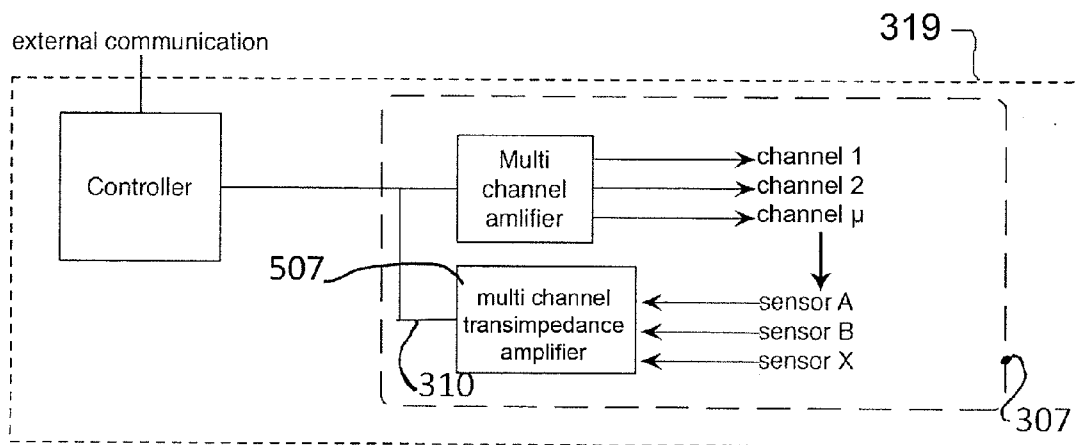 external communication
319
Controller
Multi
channel
amlifier
channel 1
channel 2
channel µ
507
multi channel
transimpedance
amplifier
sensor A
sensor B
sensor X
310
307